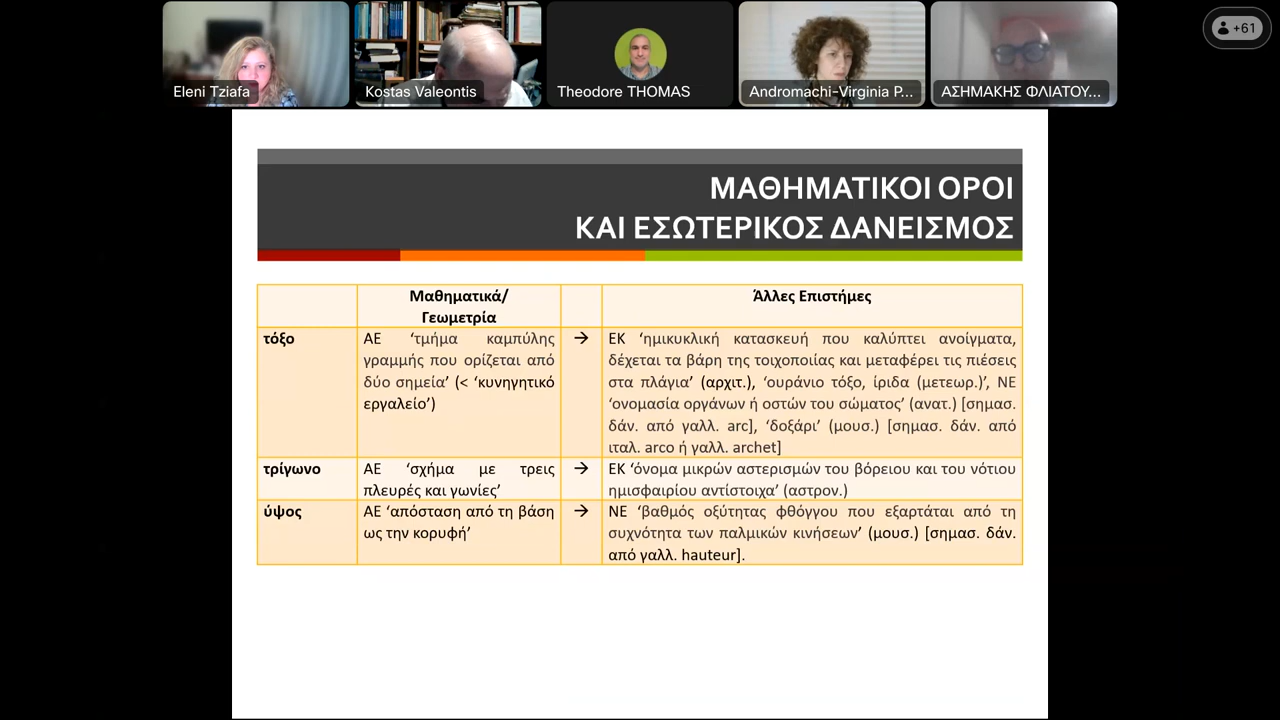 Eleni Tziafa
Kostas Valeontis
Theodore THOMAS
Andromachi-Virginia P...
ΑΣΗΜΑΚΗΣ ΦΛΙΑΤΟΥ...
+61
ΜΑΘΗΜΑΤΙΚΟΙ ΟΡΟΙ
ΚΑΙ ΕΣΩΤΕΡΙΚΟΣ ΔΑΝΕΙΣΜΟΣ
Μαθηματικά/
Γεωμετρία
Άλλες Επιστήμες
τόξο
ΑΕ ‘τμήμα καμπύλης
γραμμής που ορίζεται από
δύο σημεία’ (< ‘κυνηγητικό
εργαλείο’)
→
ΕΚ ‘ημικυκλική κατασκευή που καλύπτει ανοίγματα,
δέχεται τα βάρη της τοιχοποιίας και μεταφέρει τις πιέσεις
στα πλάγια’ (αρχιτ.), ‘ουράνιο τόξο, ίριδα (μετεωρ.)’, ΝΕ
‘ονομασία οργάνων ή οστών του σώματος’ (ανατ.) [σημασ.
δάν. από γαλλ. arc], ‘δοξάρι’ (μουσ.) [σημασ. δάν. από
ιταλ. arco ή γαλλ. archet]
τρίγωνο
ΑΕ ‘σχήμα με τρεις
πλευρές και γωνίες’
→
ΕΚ ‘όνομα μικρών αστερισμών του βόρειου και του νότιου
ημισφαιρίου αντίστοιχα’ (αστρον.)
ύψος
ΑΕ ‘απόσταση από τη βάση
ως την κορυφή’
→
ΝΕ ‘βαθμός οξύτητας φθόγγου που εξαρτάται από τη
συχνότητα των παλμικών κινήσεων’ (μουσ.) [σημασ. δάν.
από γαλλ. hauteur].